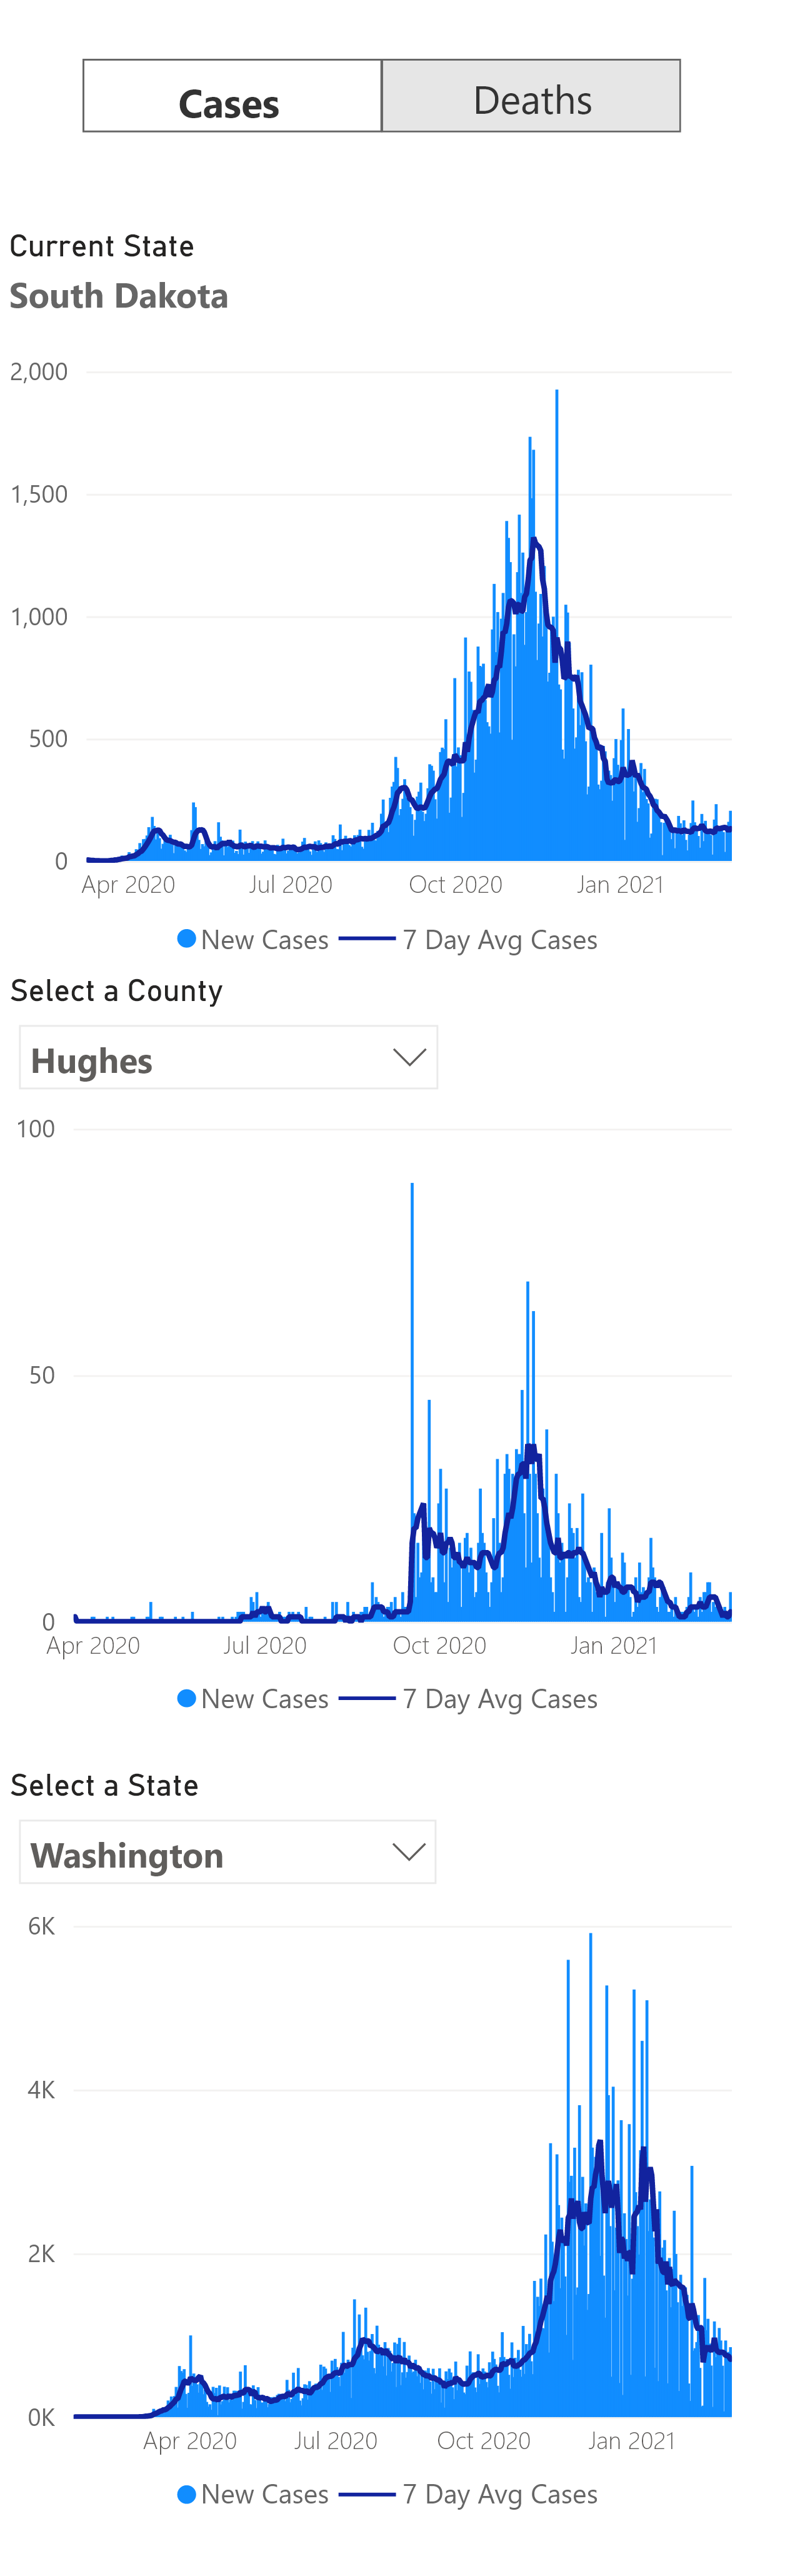 Cases Deaths
Current State
South Dakota
2,000
1,500
1,000
500
0
Apr 2020 Jul 2020 Oct 2020 Jan 2021
New Cases 7 Day Avg Cases
Select a County
Hughes
100
50
0
Apr 2020 Jul 2020 Oct 2020 Jan 2021
New Cases 7 Day Avg Cases
Select a State
Washington
6K
4K
2K
0K
Apr 2020 Jul 2020 Oct 2020 Jan 2021
New Cases 7 Day Avg Cases